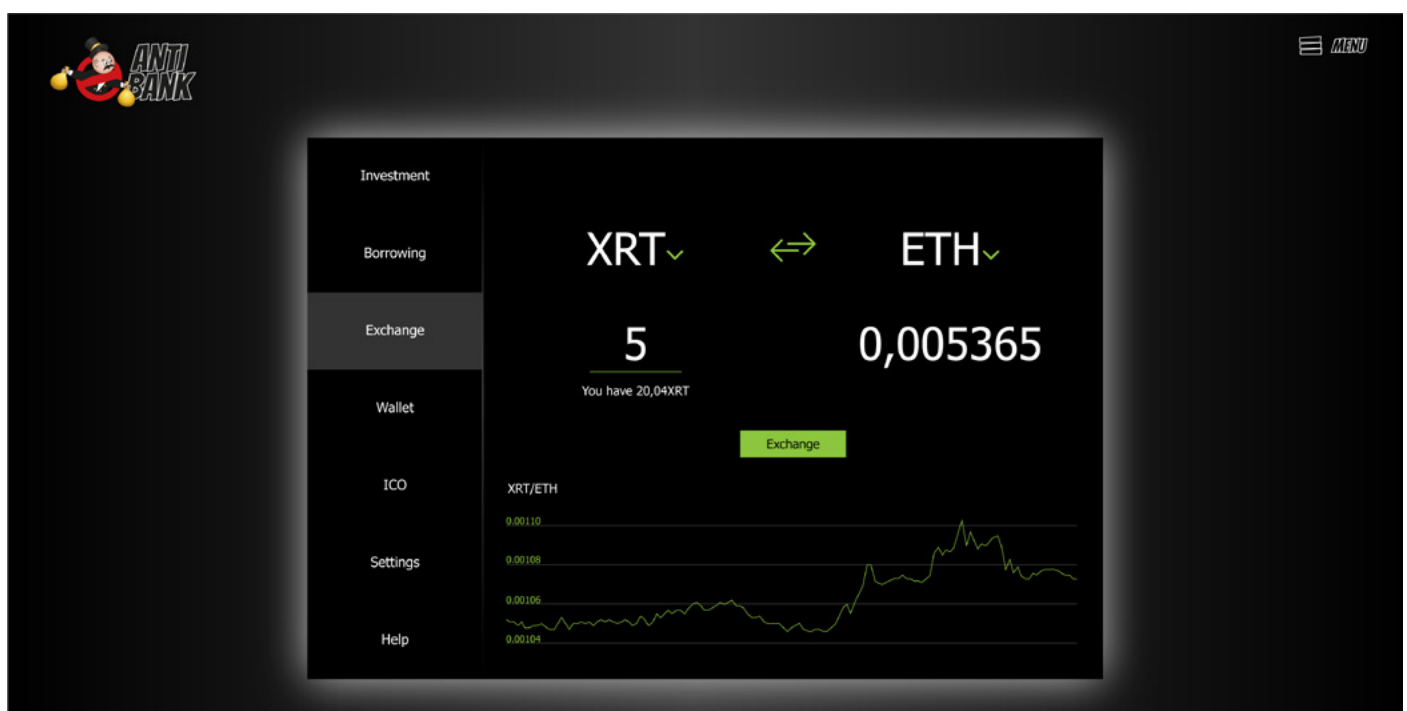 ANTI
BANK
MENU
Investment
Borrowing
Exchange
Wallet
ICO
Settings
Help
XRT
ETH
5
0,005365
You have 20,04XRT
Exchange
XRT/ETH
0.00110
0.00108
0.00106
0.00104